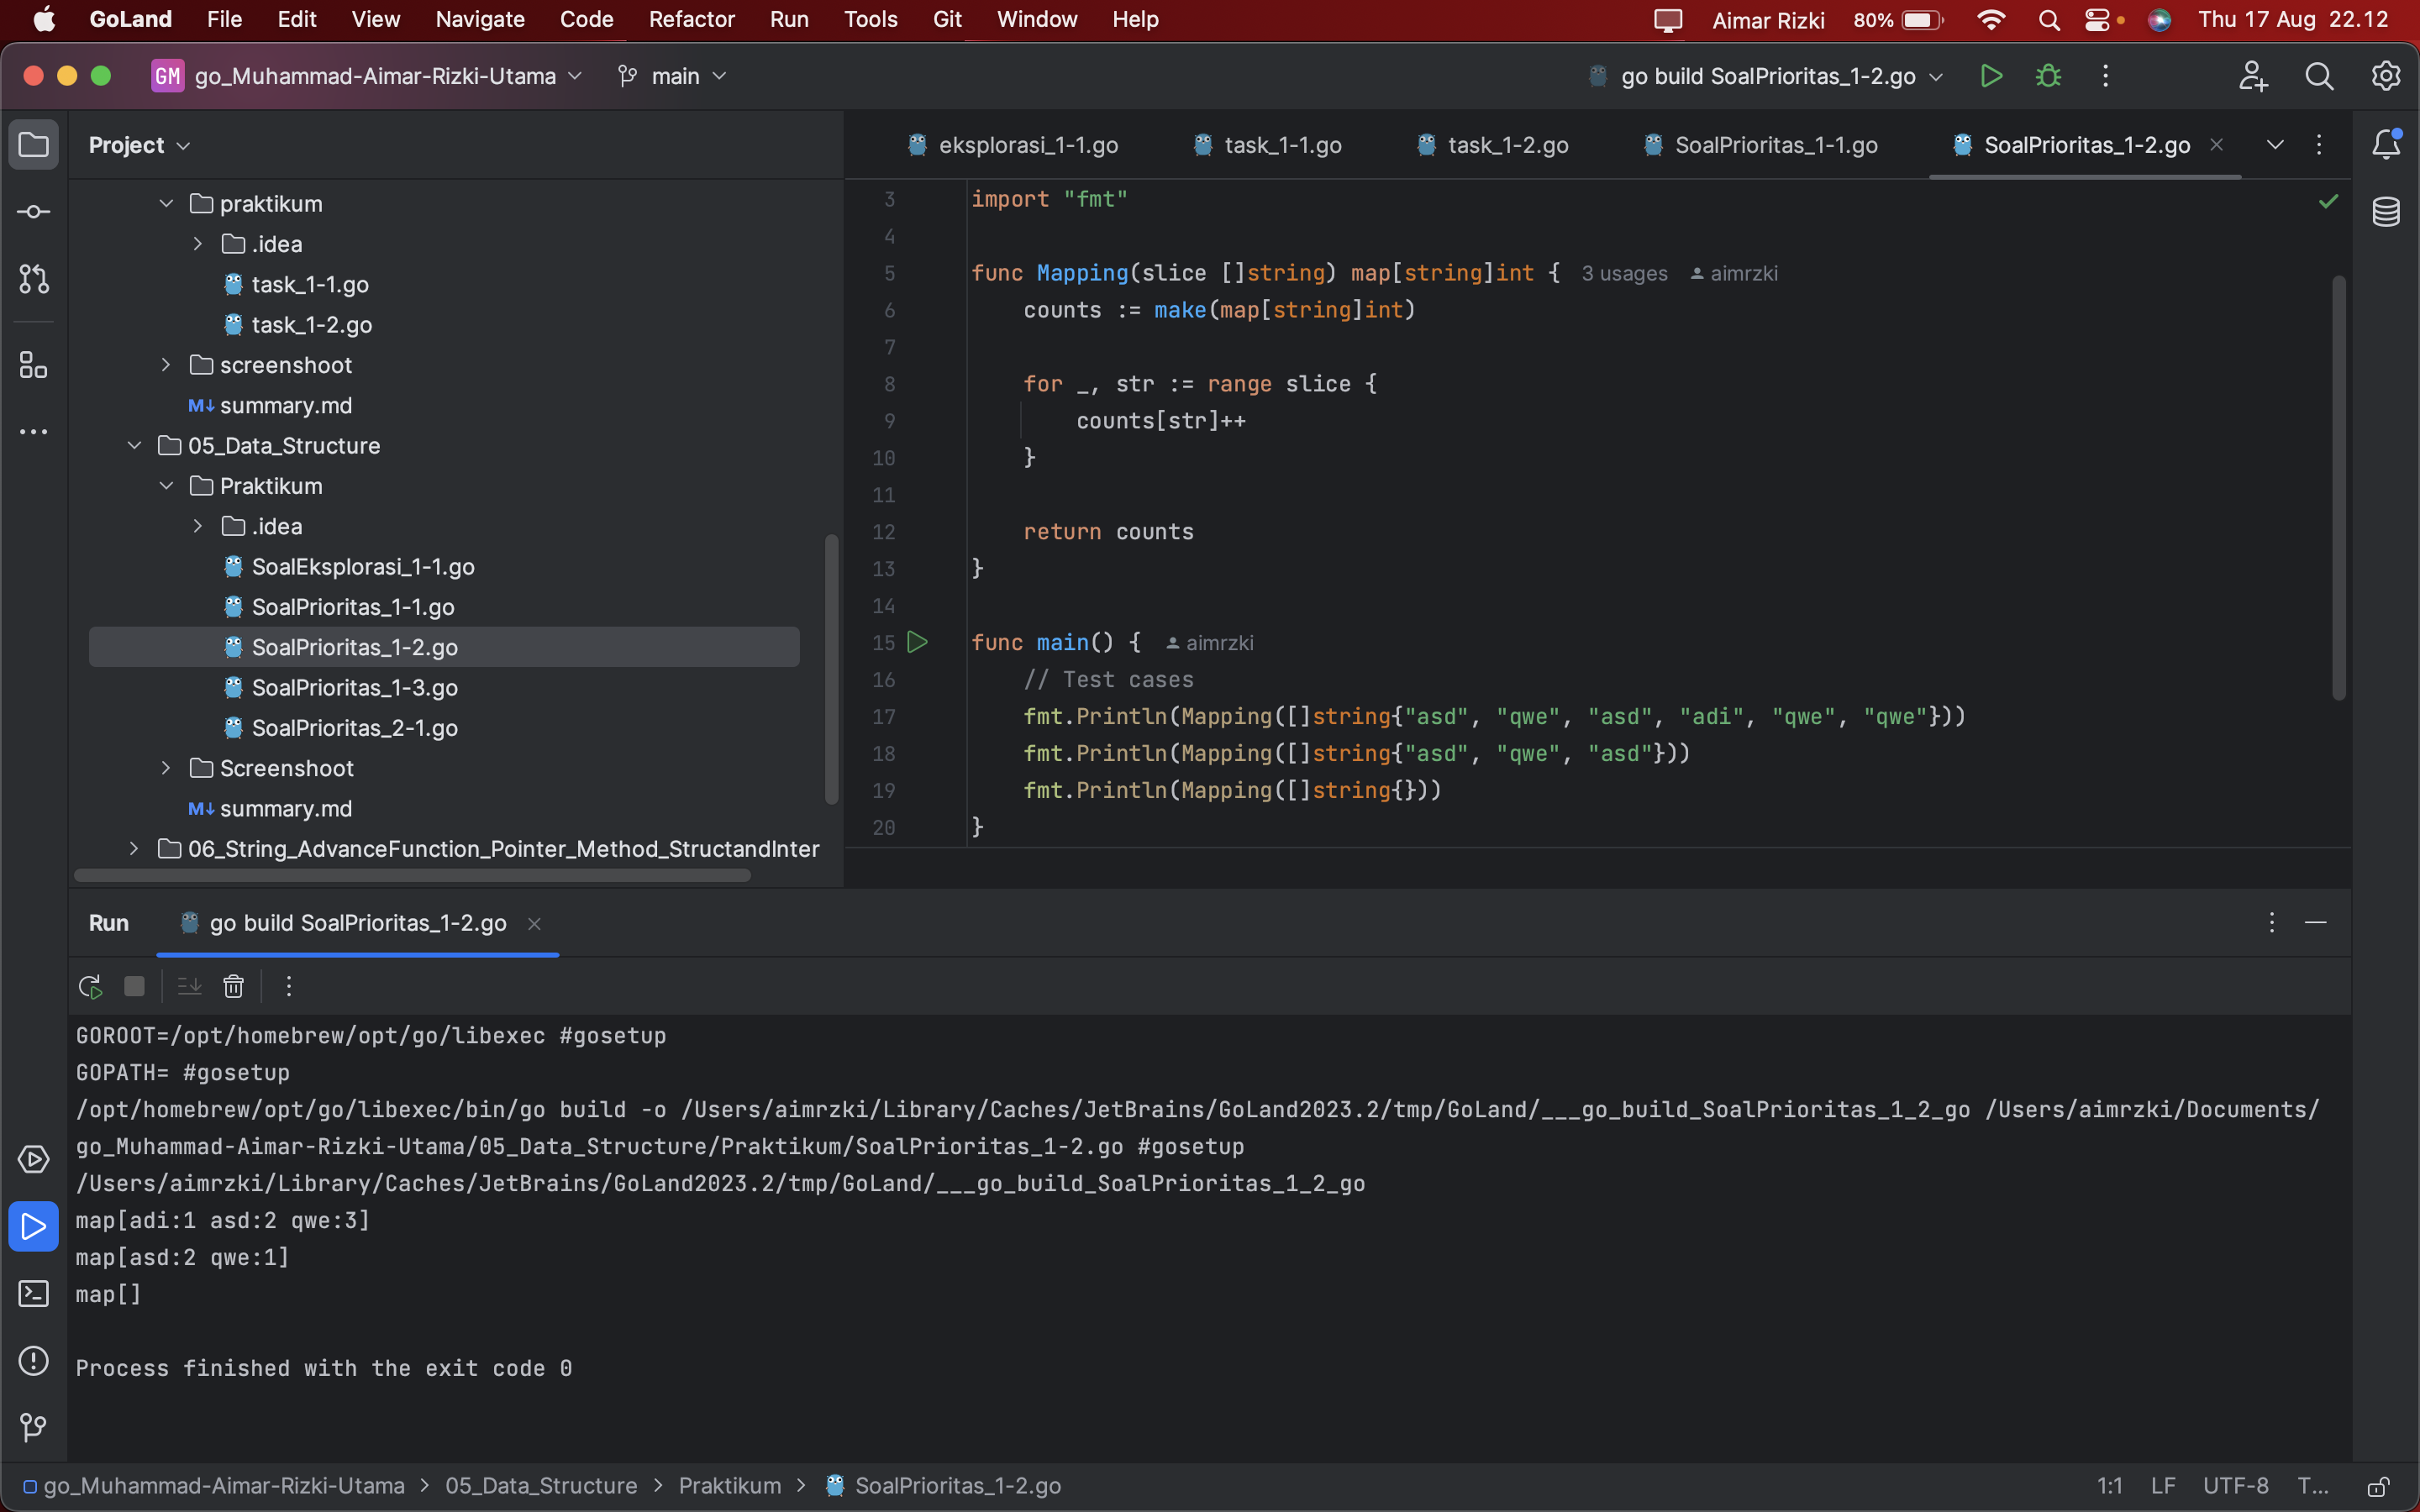 GoLand File Edit View Navigate Code Refactor Run Tools Git Window Help Aimar Rizki 80% Thu 17 Aug 22.12
GM go_Muhammad-Aimar-Rizki-Utama main go build SoalPrioritas_1-2.go
Project
praktikum
.idea
task_1-1.go
task_1-2.go
screenshoot
M↓ summary.md
05_Data_Structure
Praktikum
.idea
SoalEksplorasi_1-1.go
SoalPrioritas_1-1.go
SoalPrioritas_1-2.go
SoalPrioritas_1-3.go
SoalPrioritas_2-1.go
Screenshoot
M↓ summary.md
06_String_AdvanceFunction_Pointer_Method_StructandInter
eksplorasi_1-1.go task_1-1.go task_1-2.go SoalPrioritas_1-1.go SoalPrioritas_1-2.go
3 import "fmt"
4
5 func Mapping(slice []string) map[string]int { 3 usages aimrzki
6 counts := make(map[string]int)
7
8 for _, str := range slice {
9 counts[str]++
10 }
11
12 return counts
13 }
14
15 func main() { aimrzki
16 // Test cases
17 fmt.Println(Mapping([]string{"asd", "qwe", "asd", "adi", "qwe", "qwe"}))
18 fmt.Println(Mapping([]string{"asd", "qwe", "asd"}))
19 fmt.Println(Mapping([]string{}))
20 }
Run go build SoalPrioritas_1-2.go
GOROOT=/opt/homebrew/opt/go/libexec #gosetup
GOPATH= #gosetup
/opt/homebrew/opt/go/libexec/bin/go build -o /Users/aimrzki/Library/Caches/JetBrains/GoLand2023.2/tmp/GoLand/___go_build_SoalPrioritas_1_2_go /Users/aimrzki/Documents/
go_Muhammad-Aimar-Rizki-Utama/05_Data_Structure/Praktikum/SoalPrioritas_1-2.go #gosetup
/Users/aimrzki/Library/Caches/JetBrains/GoLand2023.2/tmp/GoLand/___go_build_SoalPrioritas_1_2_go
map[adi:1 asd:2 qwe:3]
map[asd:2 qwe:1]
map[]
Process finished with the exit code 0
go_Muhammad-Aimar-Rizki-Utama > 05_Data_Structure > Praktikum > SoalPrioritas_1-2.go 1:1 LF UTF-8 T...